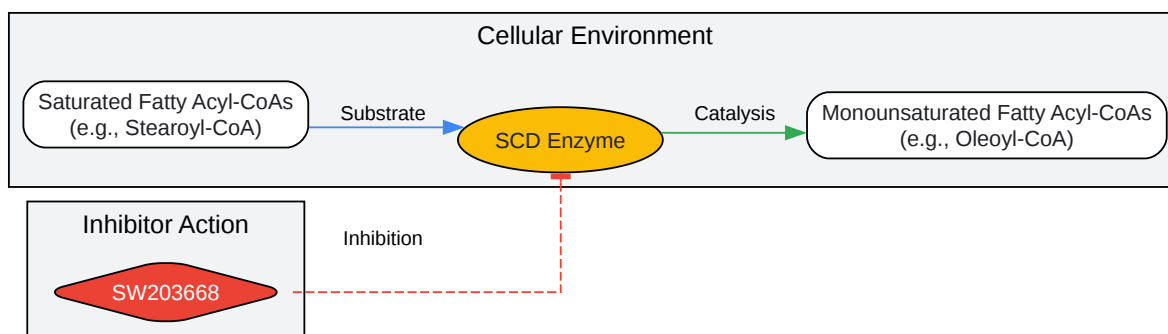 Cellular Environment
Saturated Fatty Acyl-CoAs
(e.g., Stearoyl-CoA)
Substrate
SCD Enzyme
Catalysis
Monounsaturated Fatty Acyl-CoAs
(e.g., Oleoyl-CoA)
Inhibitor Action
Inhibition
SW203668